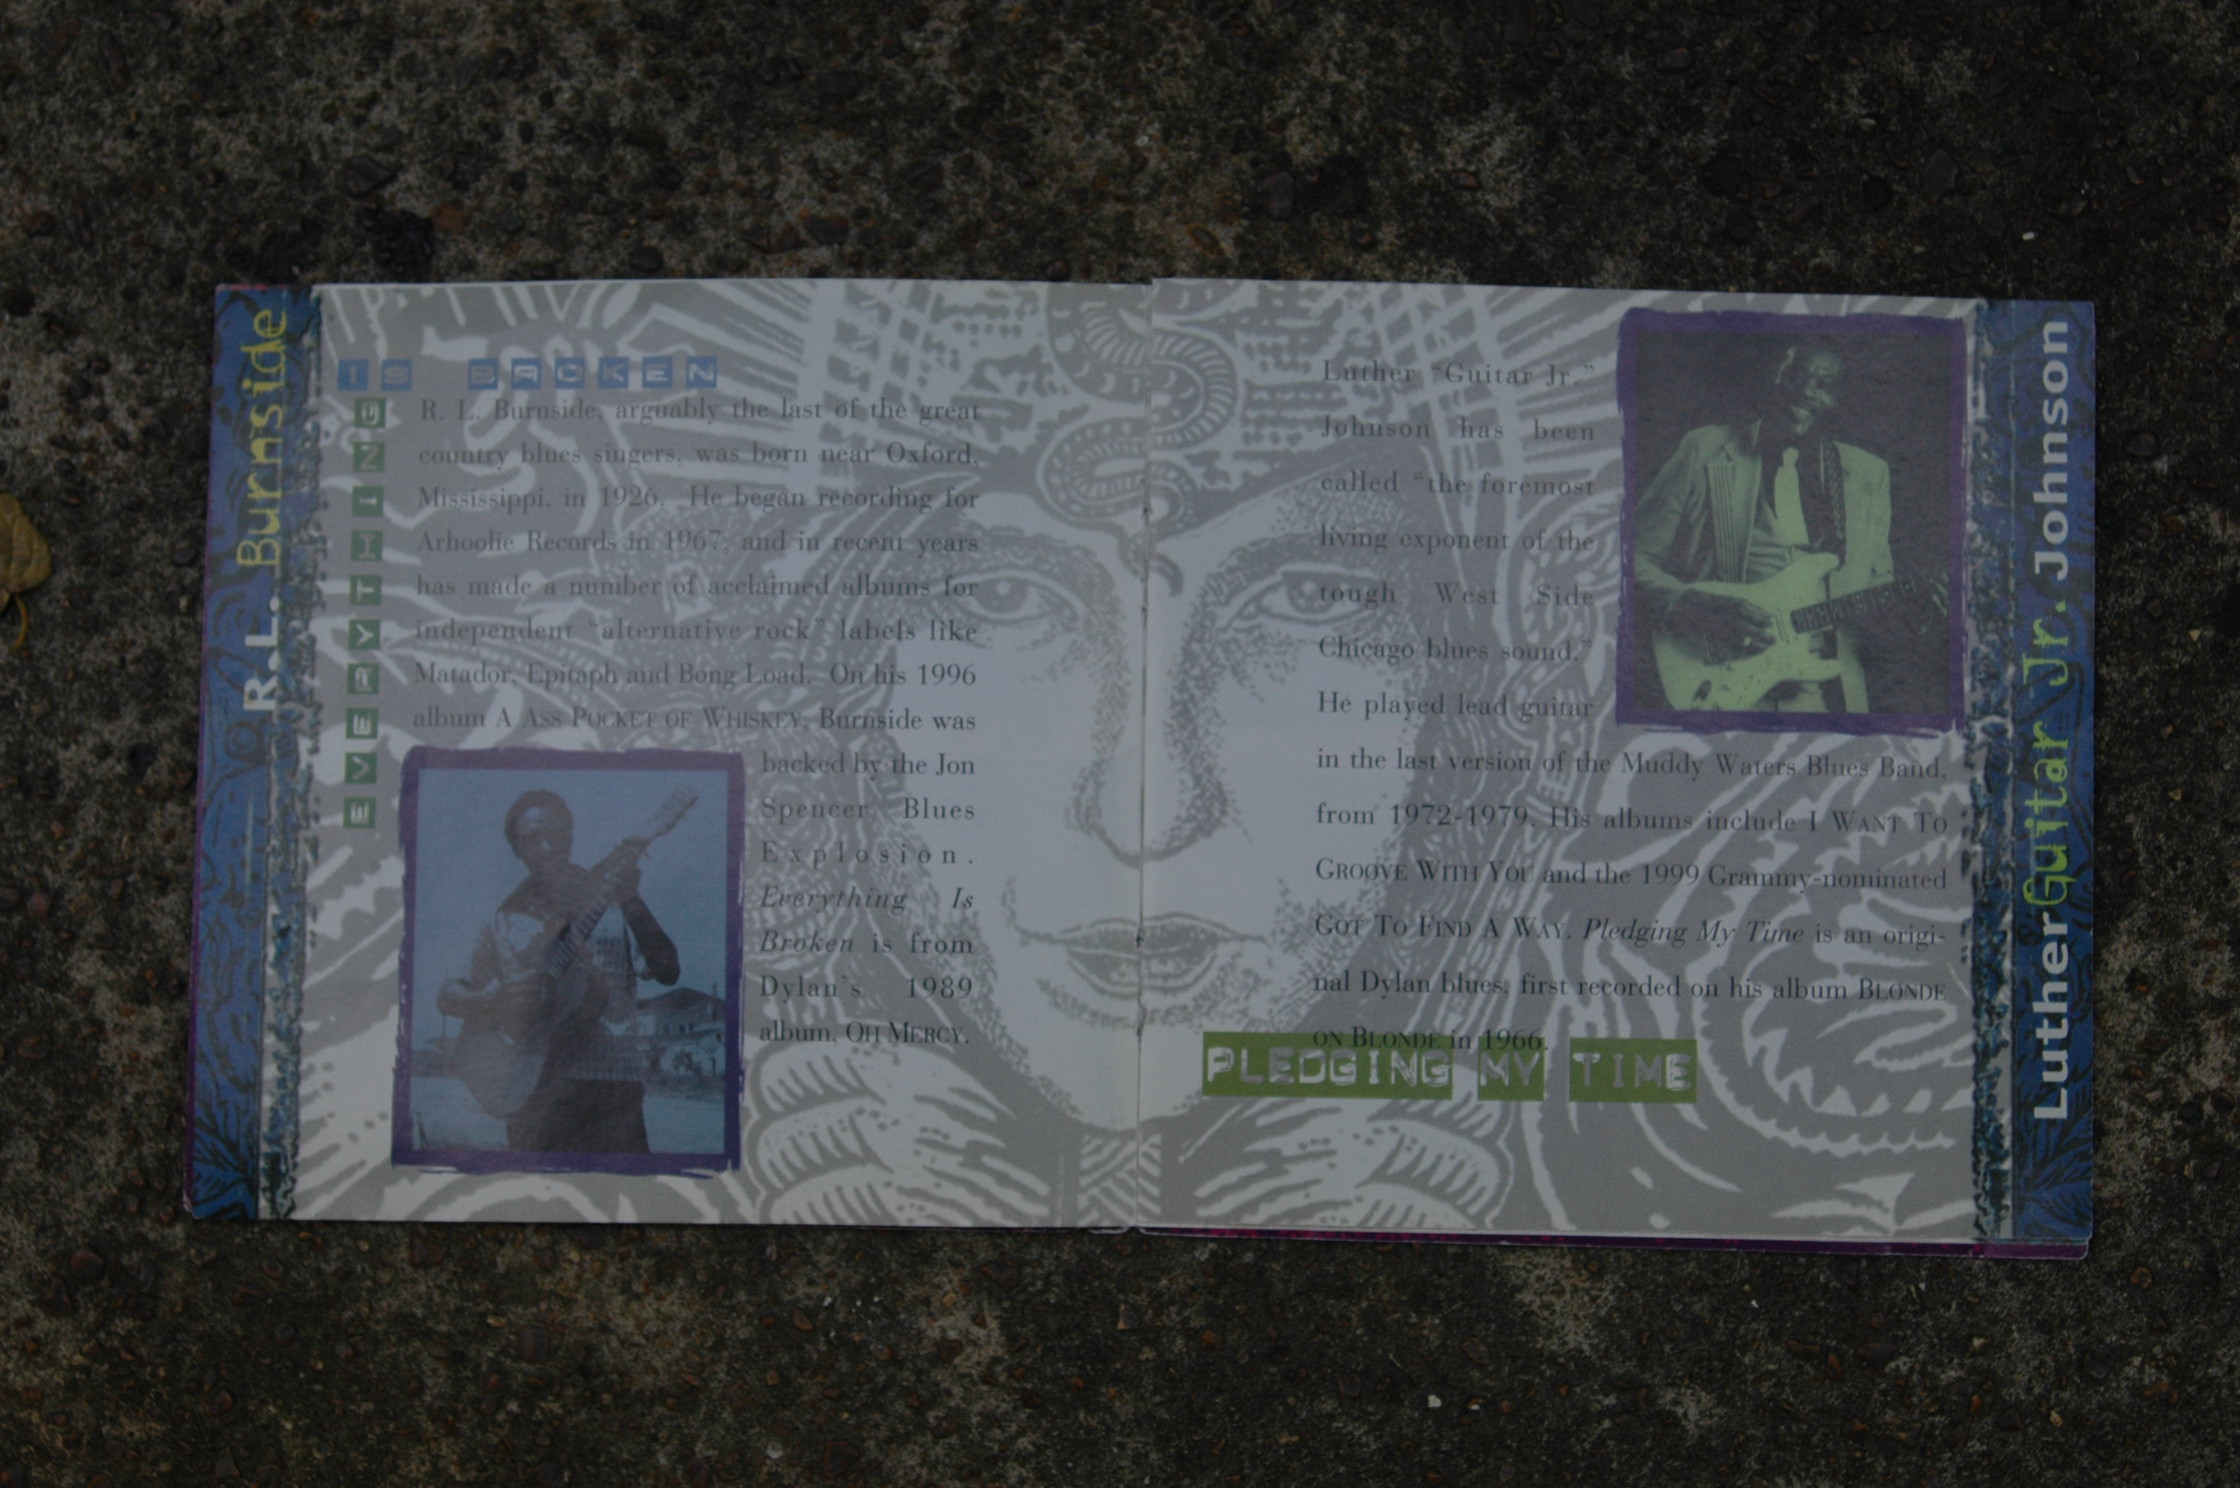 R.L. Burnside
EVERYTHING
IS BROKEN
R. L. Burnside, arguably the last of the great
country blues singers, was born near Oxford,
Mississippi, in 1926. He began recording for
Arhoolie Records in 1967, and in recent years
has made a number of acclaimed albums for
independent “alternative rock” labels like
Matador, Epitaph and Bong Load. On his 1996
album A ASS POCKET OF WHISKEY, Burnside was
backed by the Jon
Spencer Blues
Explosion.
Everything Is
Broken is from
Dylan's 1989
album, OH MERCY.
LutherGuitar Jr. Johnson
Luther “Guitar Jr.”
Johnson has been
called “the foremost
living exponent of the
tough West Side
Chicago blues sound.”
He played lead guitar
in the last version of the Muddy Waters Blues Band,
from 1972-1979. His albums include I WANT TO
GROOVE WITH YOU and the 1999 Grammy-nominated
GOT TO FIND A WAY. Pledging My Time is an origi-
nal Dylan blues, first recorded on his album BLONDE
ON BLONDE in 1966.
PLEDGING MY TIME